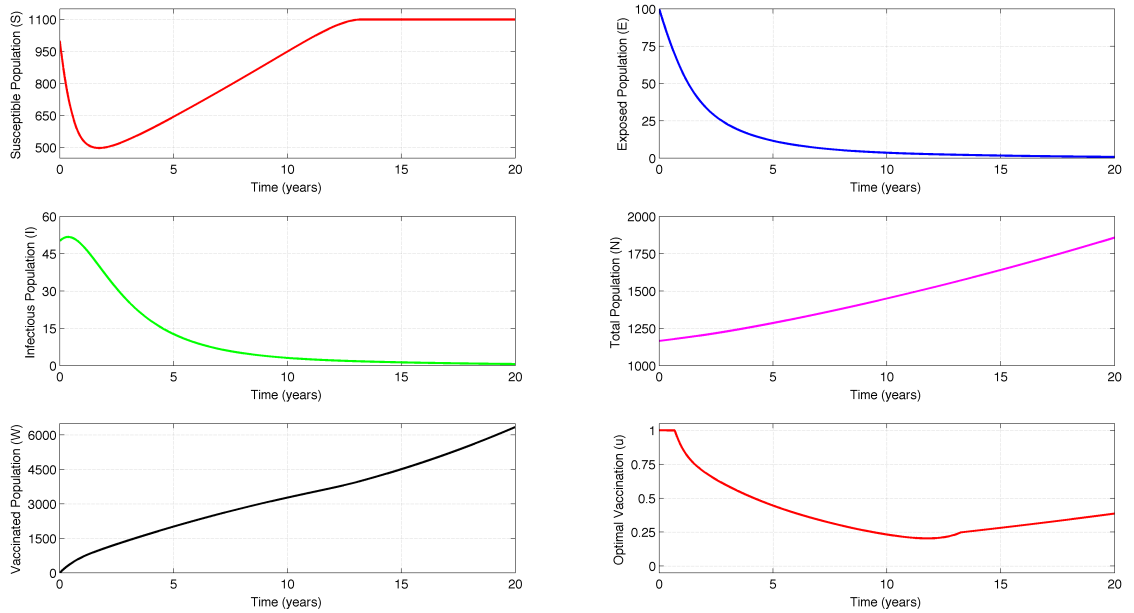 Susceptible Population (S)
1100
950
800
650
500
0 5 10 15 20
Time (years)
Exposed Population (E)
100
75
50
25
0
0 5 10 15 20
Time (years)
Infectious Population (I)
60
45
30
15
0
0 5 10 15 20
Time (years)
Total Population (N)
2000
1750
1500
1250
1000
0 5 10 15 20
Time (years)
Vaccinated Population (W)
6000
4500
3000
1500
0
0 5 10 15 20
Time (years)
Optimal Vaccination (u)
1
0.75
0.5
0.25
0
0 5 10 15 20
Time (years)